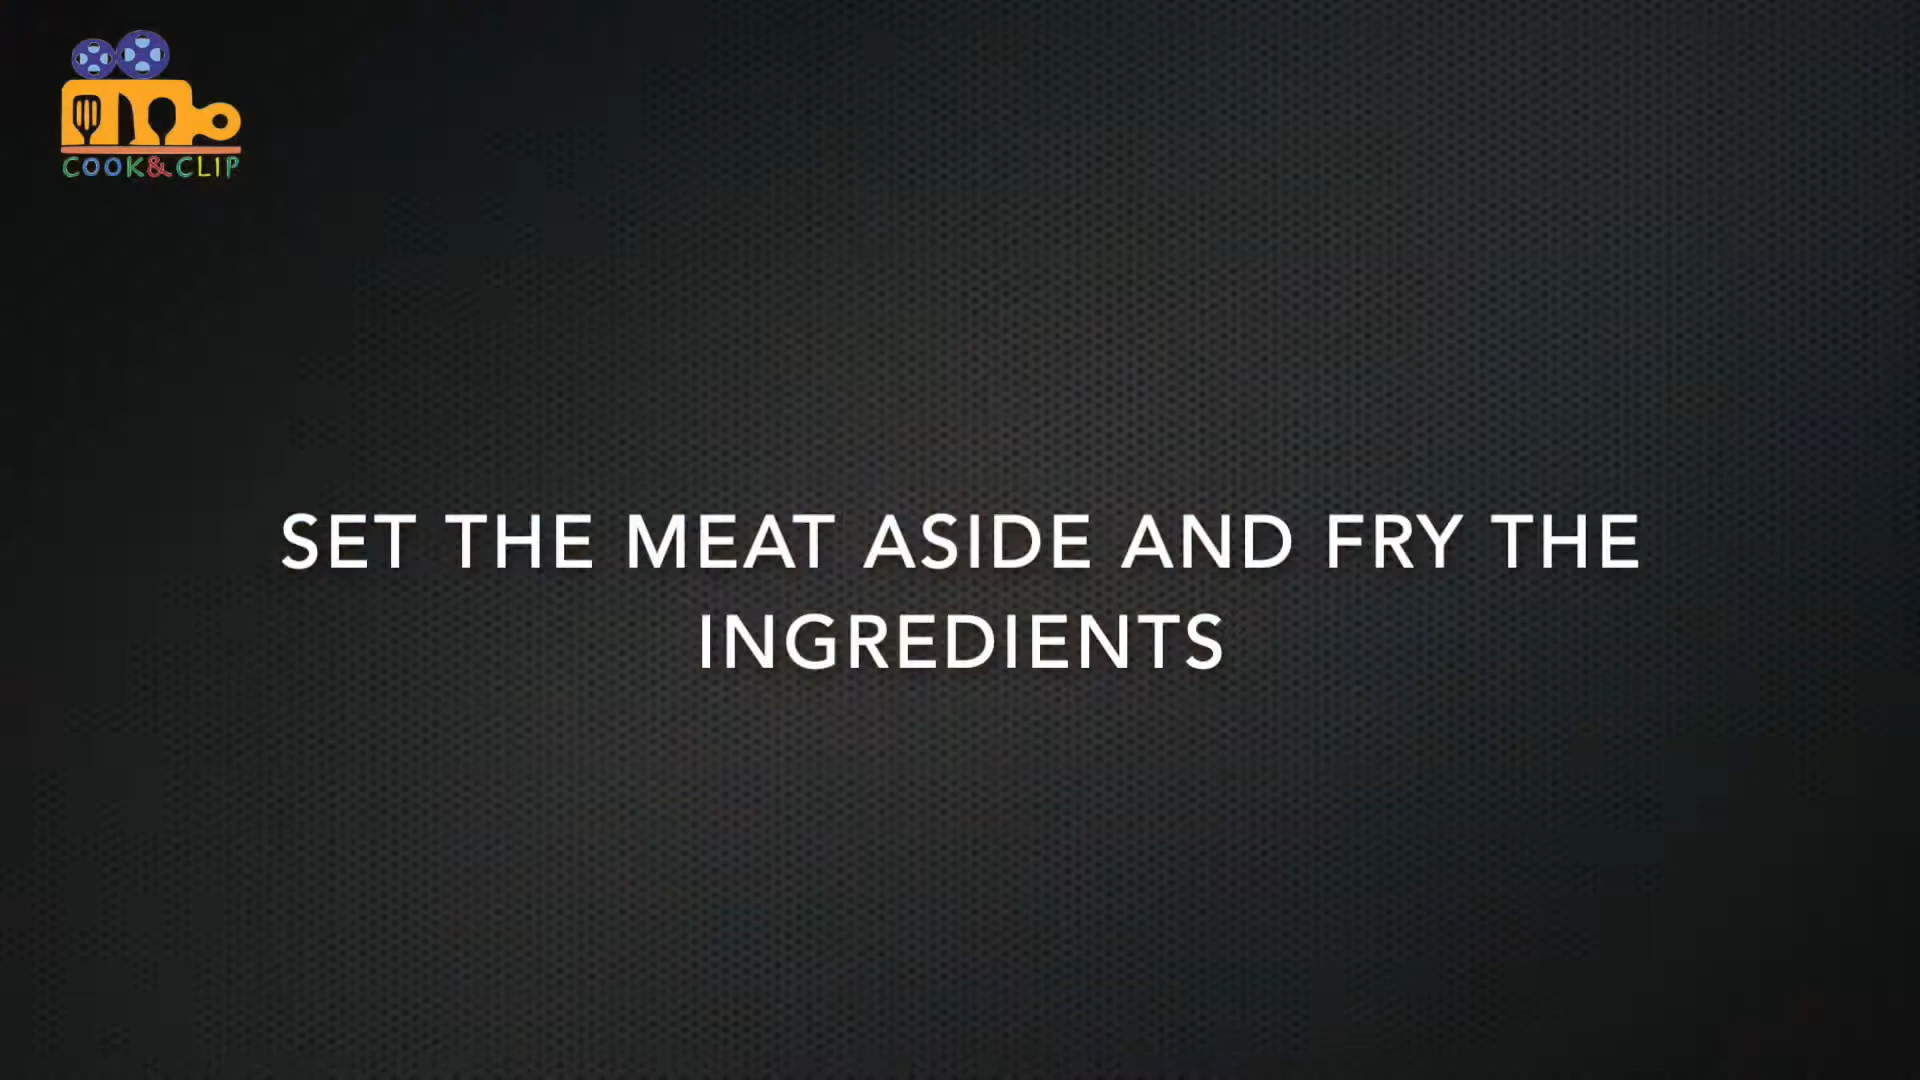 COOK&CLIP
SET THE MEAT ASIDE AND FRY THE
INGREDIENTS